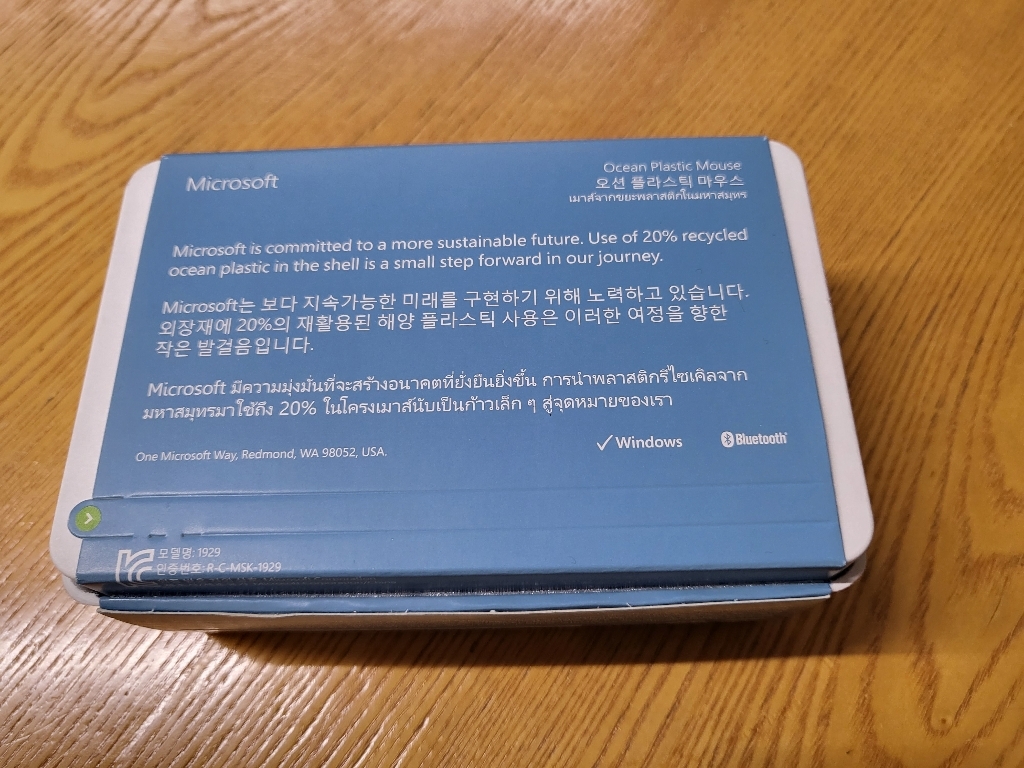 Microsoft
Ocean Plastic Mouse
오션 플라스틱 마우스
เมาส์จากขยะพลาสติกในมหาสมุทร
Microsoft is committed to a more sustainable future. Use of 20% recycled
ocean plastic in the shell is a small step forward in our journey.
Microsoft는 보다 지속가능한 미래를 구현하기 위해 노력하고 있습니다.
외장재에 20%의 재활용된 해양 플라스틱 사용은 이러한 여정을 향한
작은 발걸음입니다.
Microsoft มีความมุ่งมั่นที่จะสร้างอนาคตที่ยั่งยืนยิ่งขึ้น การนำพลาสติกรีไซเคิลจาก
มหาสมุทรมาใช้ถึง 20% ในโครงเมาส์นับเป็นก้าวเล็ก ๆ สู่จุดหมายของเรา
Windows
Bluetooth®
One Microsoft Way, Redmond, WA 98052, USA.
모델명: 1929
인증번호: R-C-MSK-1929